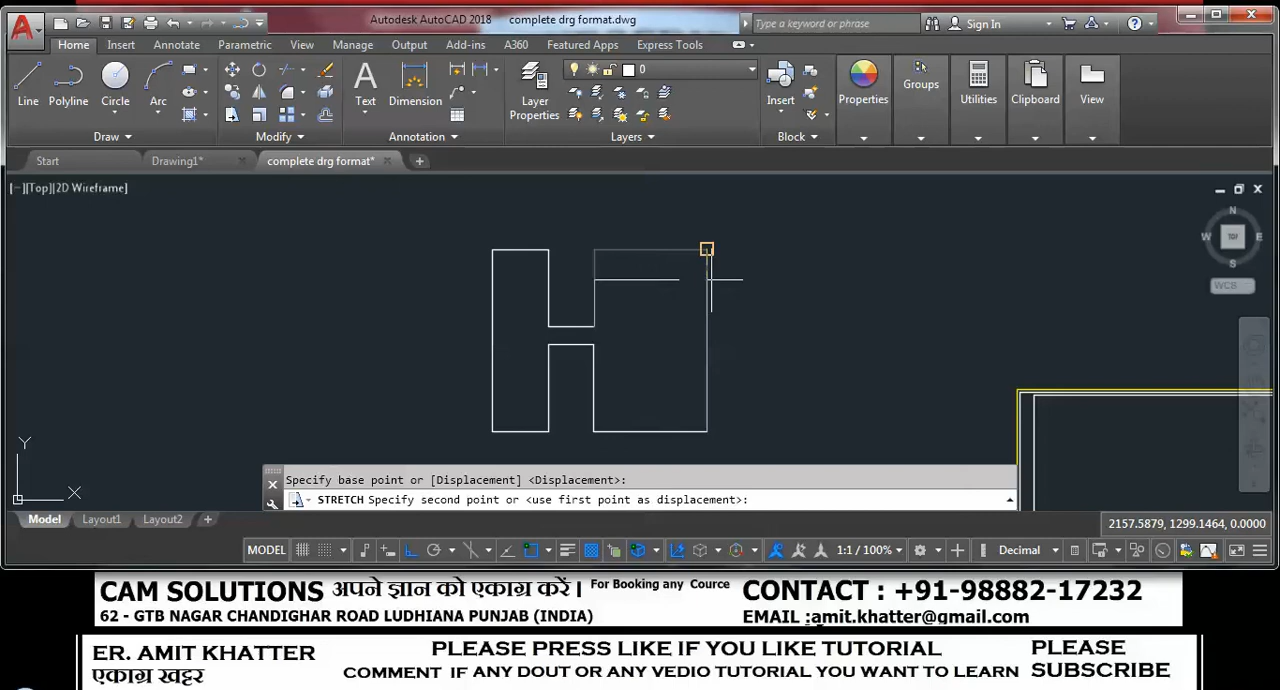 Autodesk AutoCAD 2018 complete drg format.dwg
Type a keyword or phrase
Sign In
Home Insert Annotate Parametric View Manage Output Add-ins A360 Featured Apps Express Tools
0
Line Polyline Circle Arc Text Dimension Layer Properties Insert Properties Groups Utilities Clipboard View
Draw Modify Annotation Layers Block
Start Drawing1* complete drg format*
[−][Top][2D Wireframe]
N
W TOP E
S
WCS
Y
X
Specify base point or [Displacement] <Displacement>:
STRETCH Specify second point or <use first point as displacement>:
Model Layout1 Layout2
2157.5879, 1299.1464, 0.0000
MODEL 1:1 / 100% Decimal
CAM SOLUTIONS अपने ज्ञान को एकाग्र करें । For Booking any Cource
CONTACT : +91-98882-17232
62 - GTB NAGAR CHANDIGHAR ROAD LUDHIANA PUNJAB (INDIA)
EMAIL :amit.khatter@gmail.com
ER. AMIT KHATTER
एकाग्र खट्टर
PLEASE PRESS LIKE IF YOU LIKE TUTORIAL
COMMENT IF ANY DOUT OR ANY VEDIO TUTORIAL YOU WANT TO LEARN
PLEASE
SUBSCRIBE